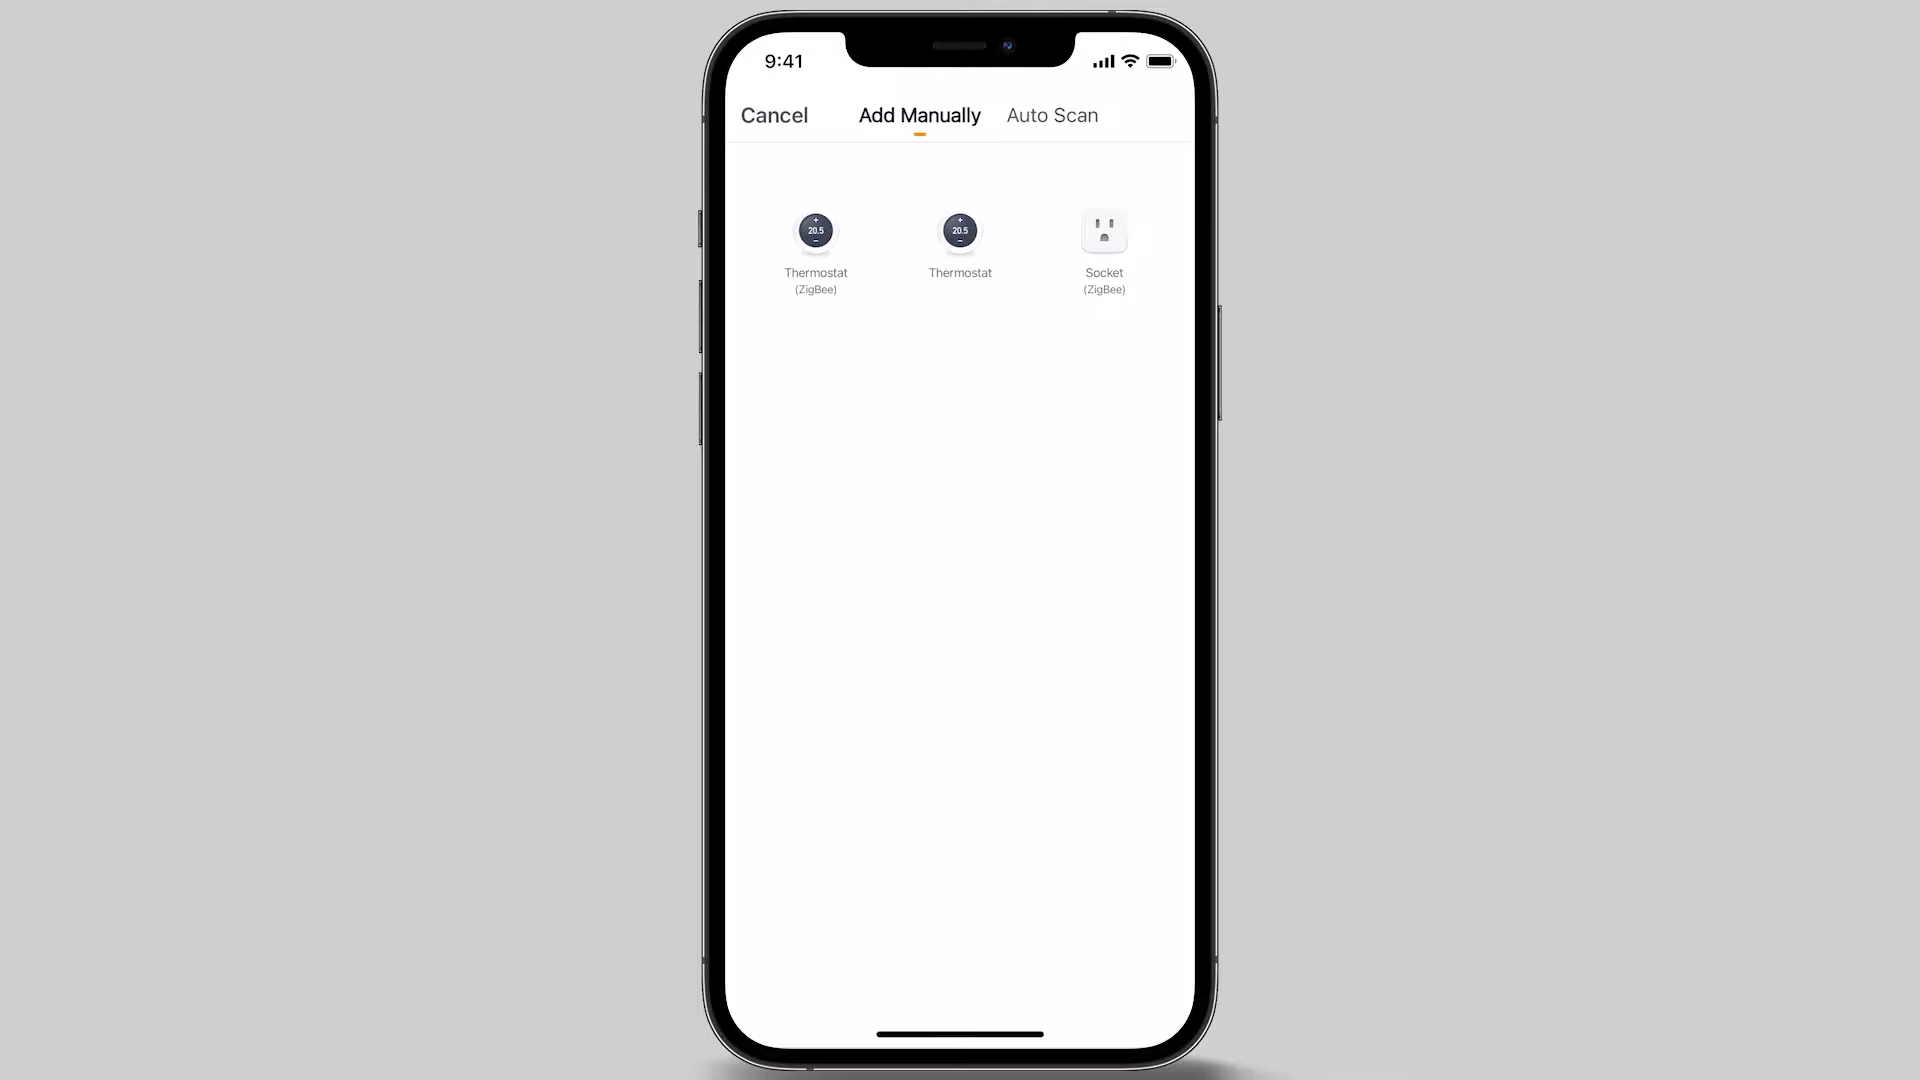 9:41
Cancel Add Manually Auto Scan
20.5 20.5
Thermostat Thermostat Socket
(ZigBee) (ZigBee)